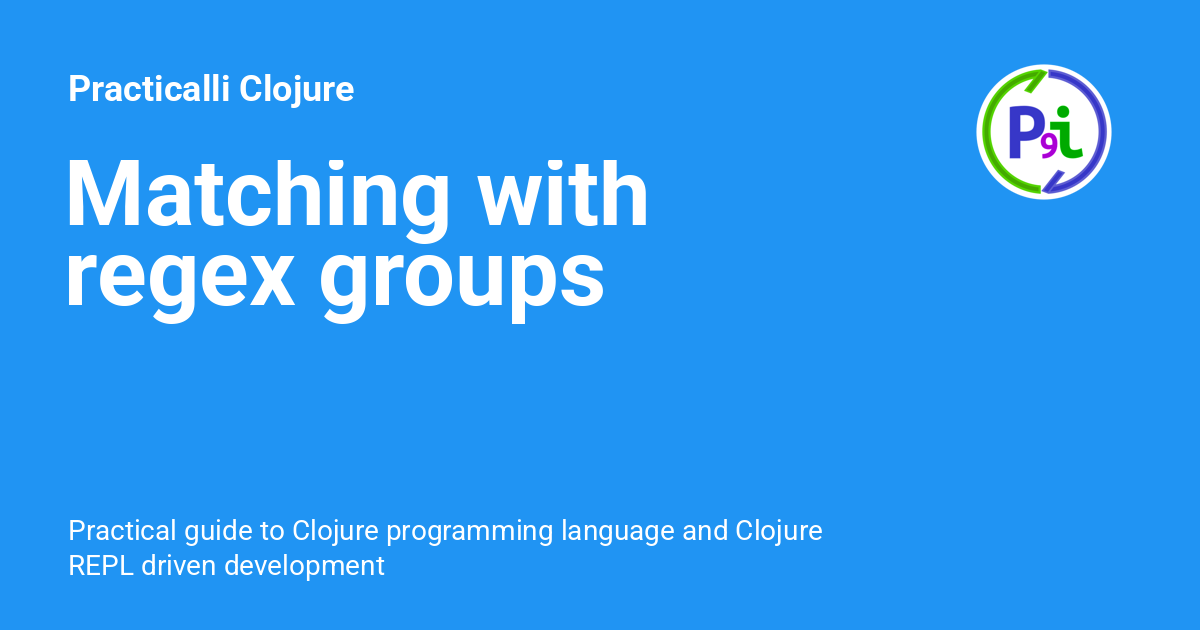 Practicalli Clojure
P9i
Matching with
regex groups
Practical guide to Clojure programming language and Clojure
REPL driven development